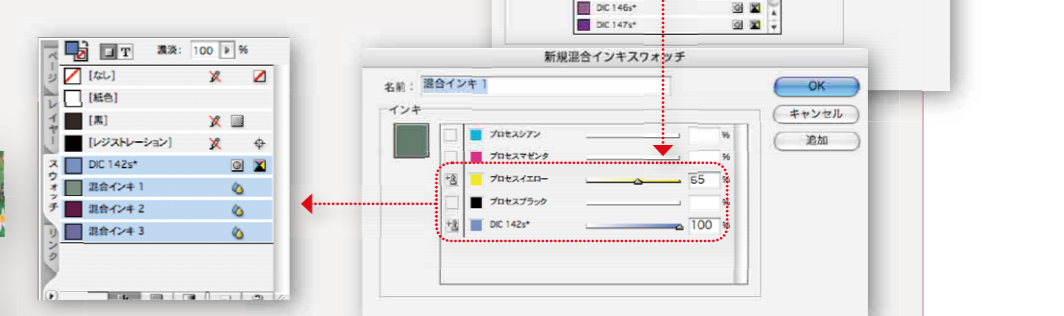 DIC 146s*
DIC 147s*
ページ
レイヤー
スウォッチ
リンク
T 濃淡: 100 %
[なし]
[紙色]
[黒]
[レジストレーション]
DIC 142s*
混合インキ 1
混合インキ 2
混合インキ 3
新規混合インキスウォッチ
名前: 混合インキ 1
インキ
プロセスシアン %
プロセスマゼンタ %
プロセスイエロー 65 %
プロセスブラック %
DIC 142s* 100 %
OK
キャンセル
追加